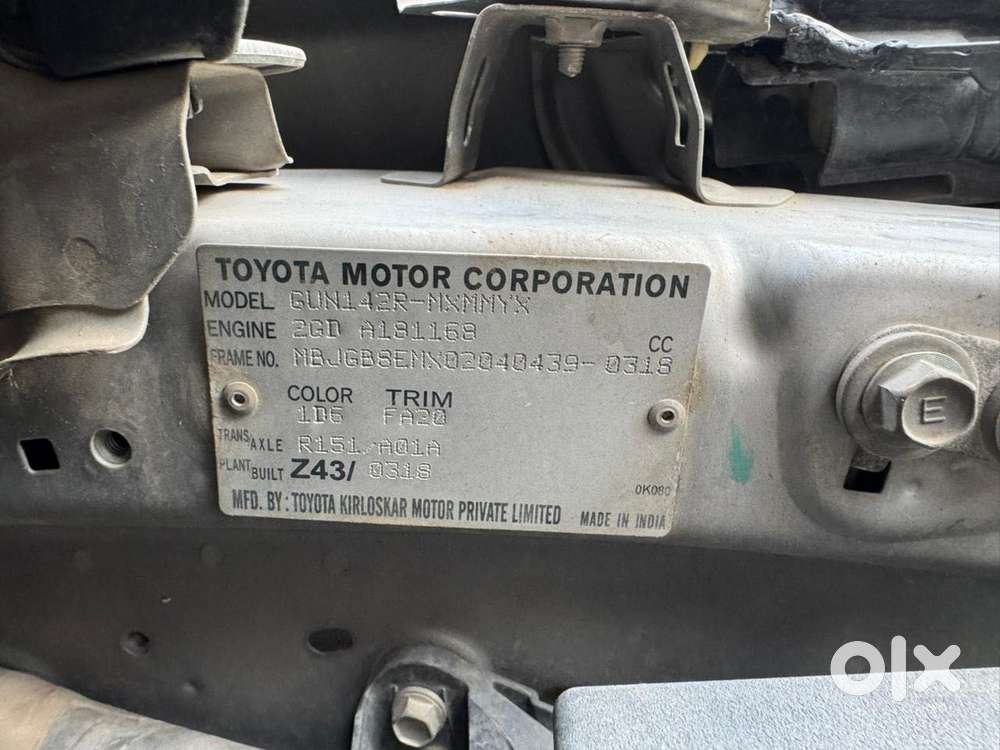 TOYOTA MOTOR CORPORATION
MODEL GUN142R-MXMMYX
ENGINE 2GD A181168 CC
FRAME NO. MBJGB8EMX02040439-0318
COLOR TRIM
1D6 FA20
TRANS/AXLE R151/A01A
PLANT/BUILT Z43/ 0318
0K080
MFD. BY : TOYOTA KIRLOSKAR MOTOR PRIVATE LIMITED MADE IN INDIA
E
olx